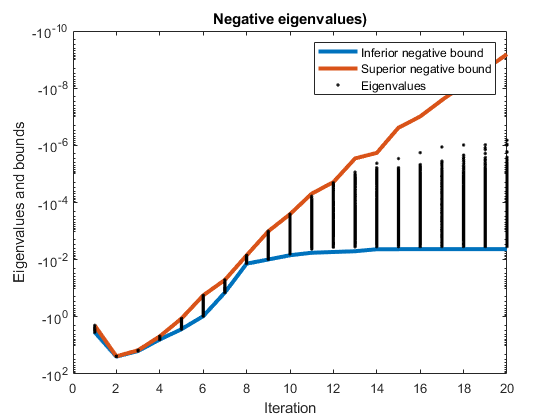 Negative eigenvalues)
-10^-10
-10^-8
-10^-6
-10^-4
-10^-2
-10^0
-10^2
Eigenvalues and bounds
Inferior negative bound
Superior negative bound
Eigenvalues
0 2 4 6 8 10 12 14 16 18 20
Iteration